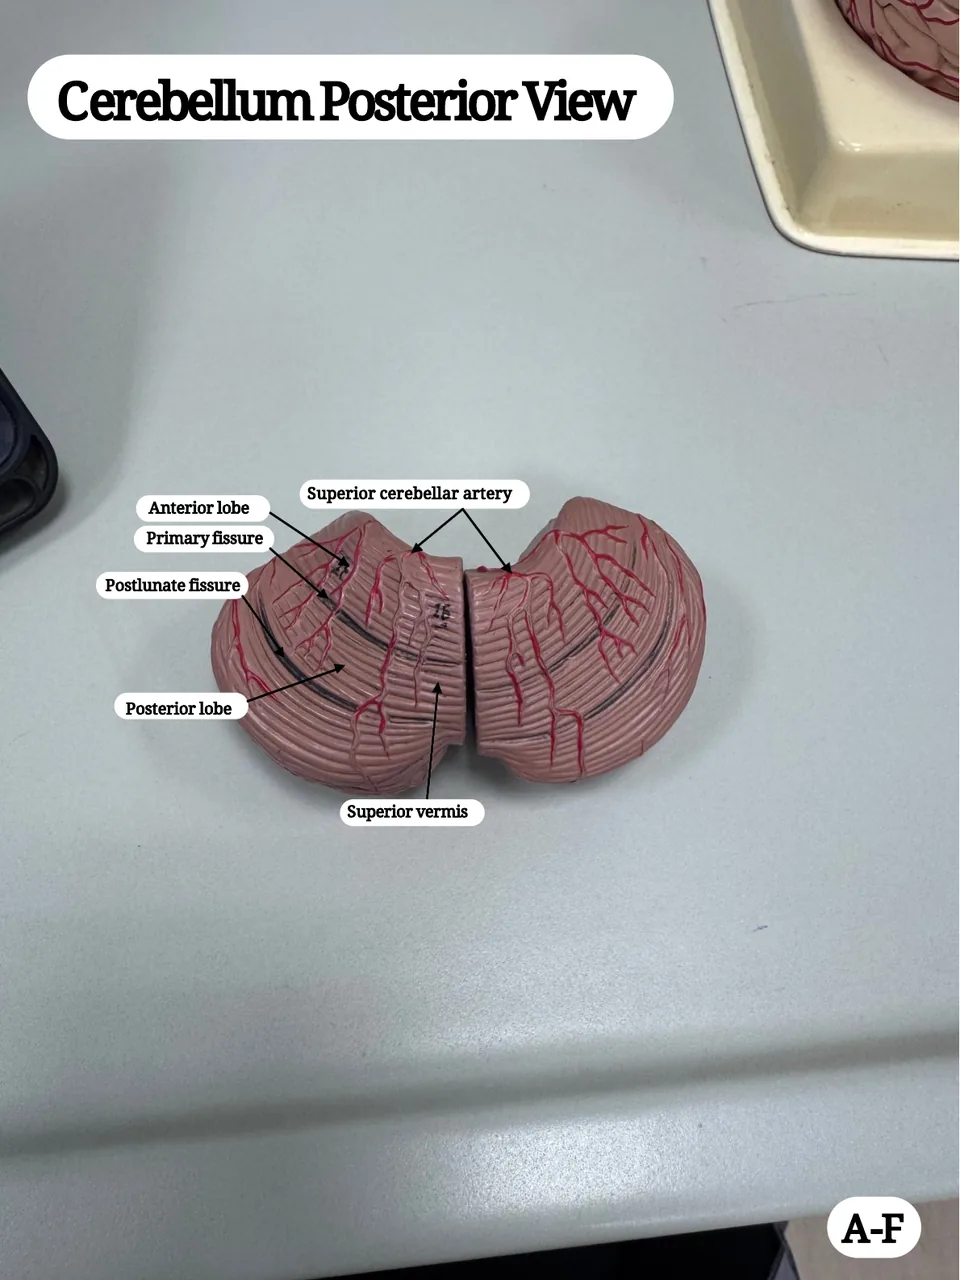 Cerebellum Posterior View
Superior cerebellar artery
Anterior lobe
Primary fissure
Postlunate fissure
Posterior lobe
Superior vermis
A-F